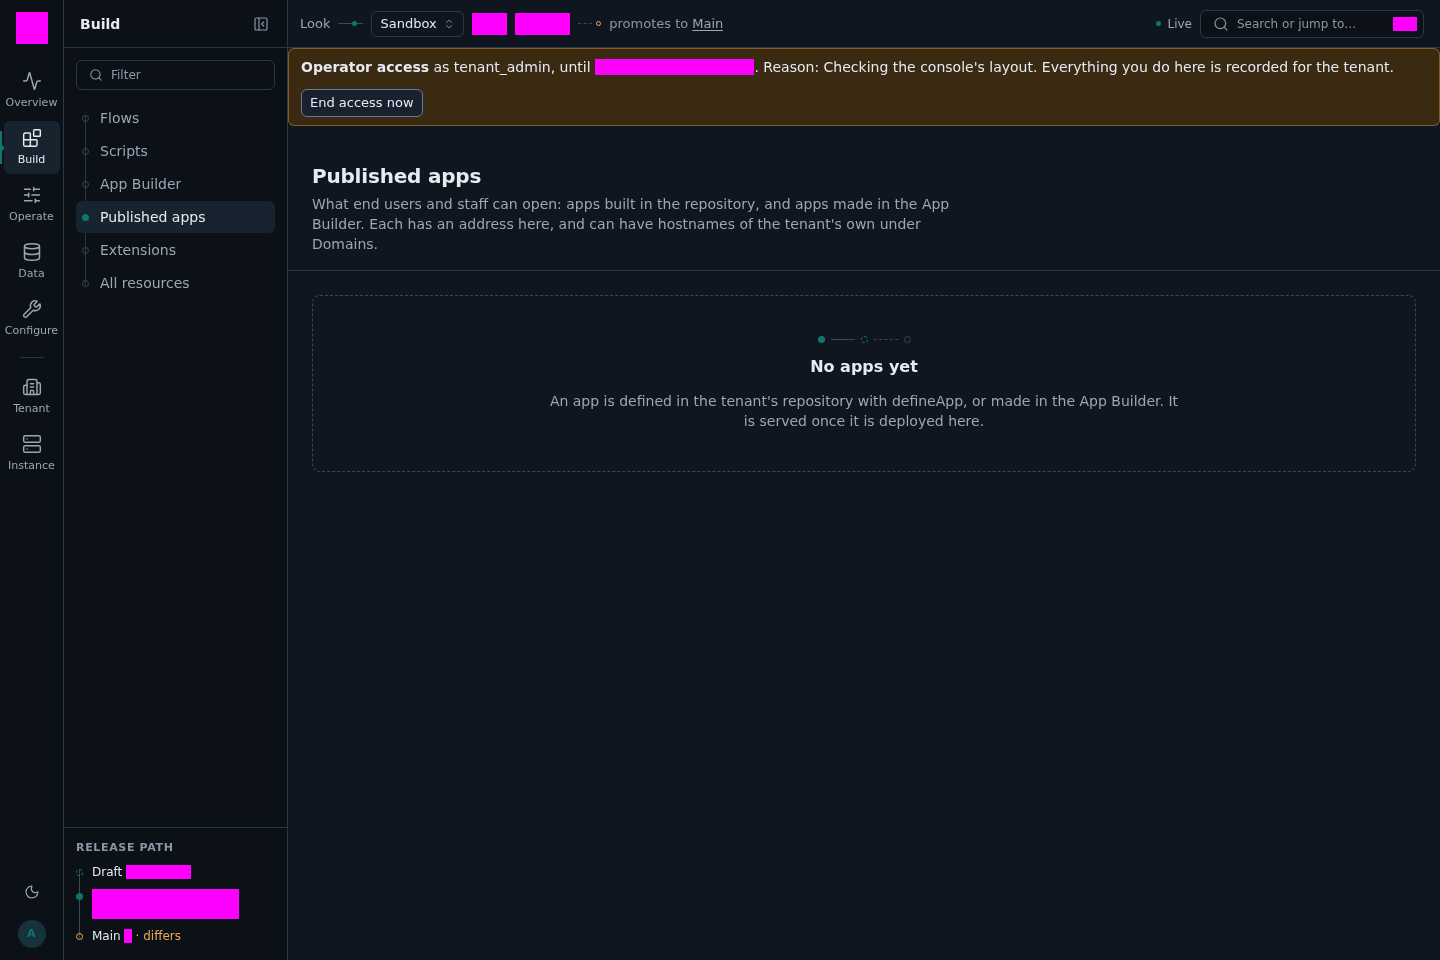 Build
Look
Sandbox
promotes to Main
Live
Search or jump to...
Operator access as tenant_admin, until . Reason: Checking the console's layout. Everything you do here is recorded for the tenant.
End access now
Overview
Build
Operate
Data
Configure
Tenant
Instance
A
Filter
Flows
Scripts
App Builder
Published apps
Extensions
All resources
RELEASE PATH
Draft
Main · differs
Published apps
What end users and staff can open: apps built in the repository, and apps made in the App
Builder. Each has an address here, and can have hostnames of the tenant's own under
Domains.
No apps yet
An app is defined in the tenant's repository with defineApp, or made in the App Builder. It
is served once it is deployed here.